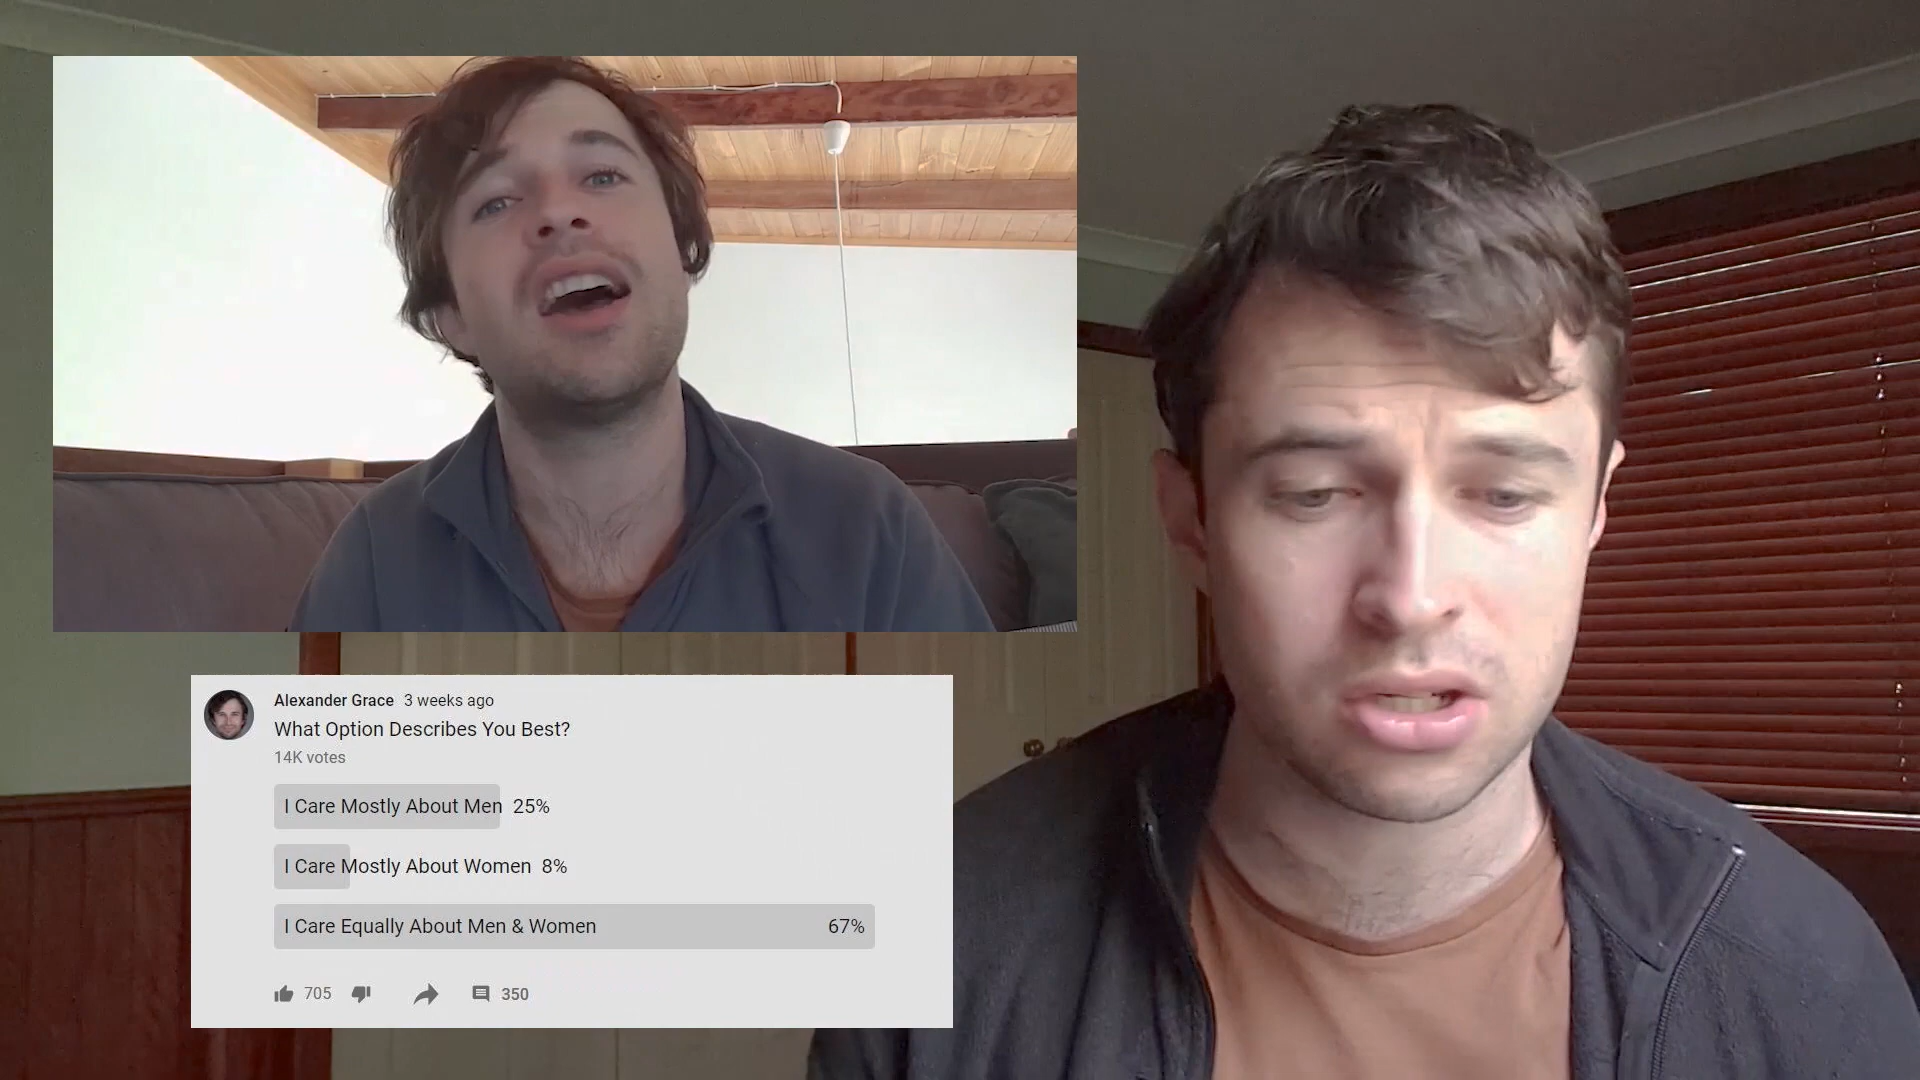 Alexander Grace 3 weeks ago
What Option Describes You Best?
14K votes
I Care Mostly About Men 25%
I Care Mostly About Women 8%
I Care Equally About Men & Women 67%
705 350